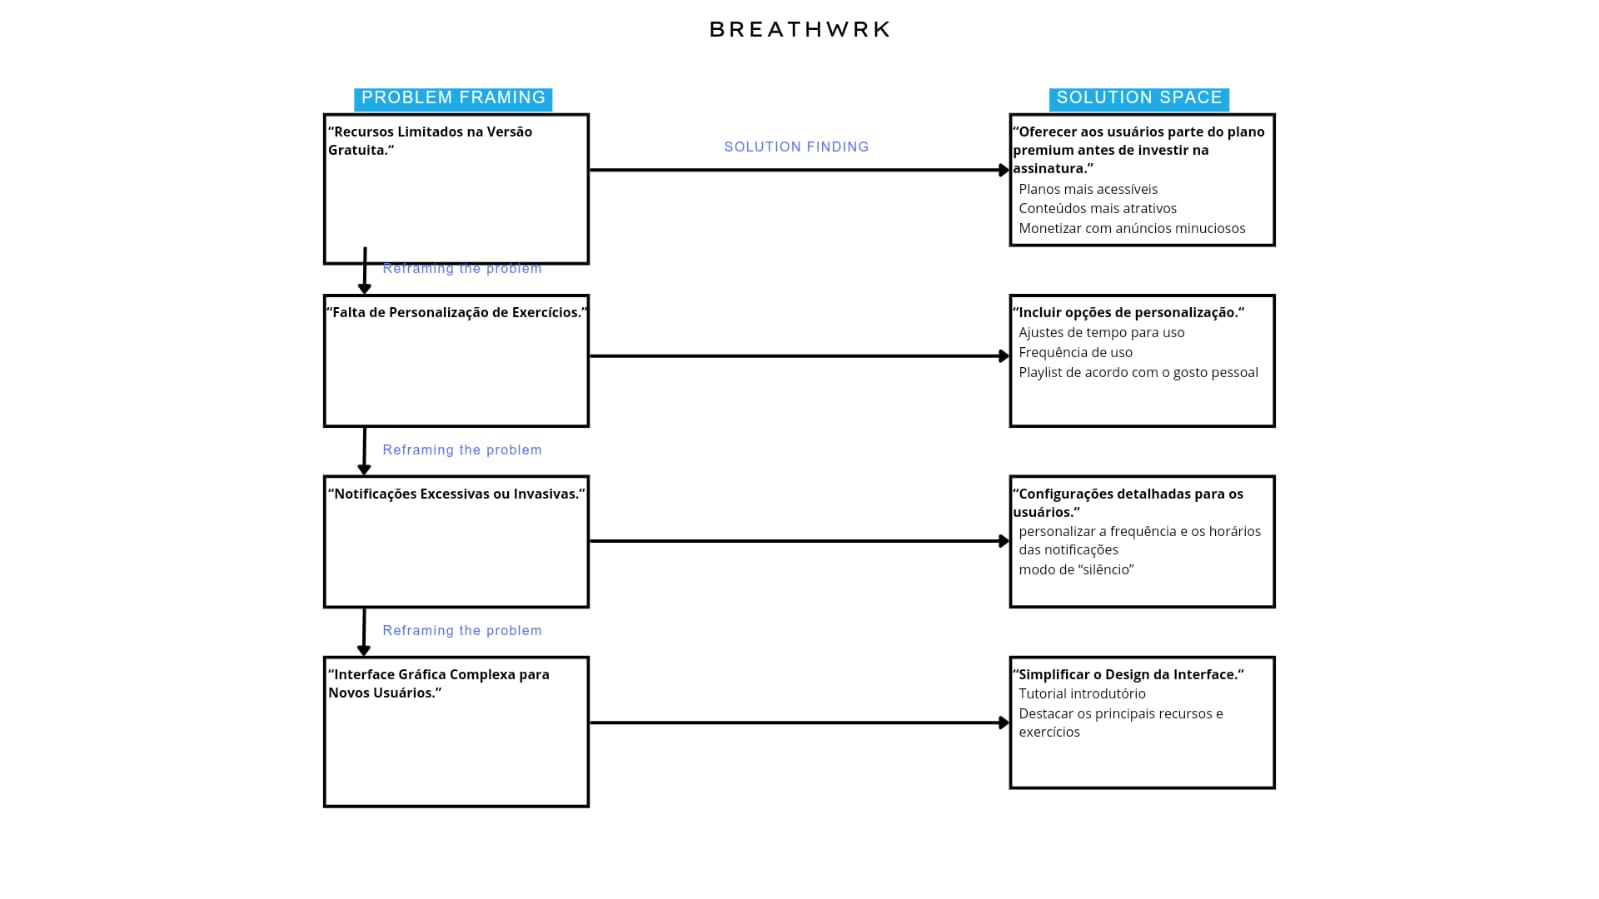 BREATHWRK
PROBLEM FRAMING
SOLUTION SPACE
“Recursos Limitados na Versão
Gratuita.”
SOLUTION FINDING
“Oferecer aos usuários parte do plano
premium antes de investir na
assinatura.”
Planos mais acessíveis
Conteúdos mais atrativos
Monetizar com anúncios minuciosos
Reframing the problem
“Falta de Personalização de Exercícios.”
“Incluir opções de personalização.“
Ajustes de tempo para uso
Frequência de uso
Playlist de acordo com o gosto pessoal
Reframing the problem
“Notificações Excessivas ou Invasivas.”
“Configurações detalhadas para os
usuários.”
personalizar a frequência e os horários
das notificações
modo de “silêncio”
Reframing the problem
“Interface Gráfica Complexa para
Novos Usuários.”
“Simplificar o Design da Interface.“
Tutorial introdutório
Destacar os principais recursos e
exercícios